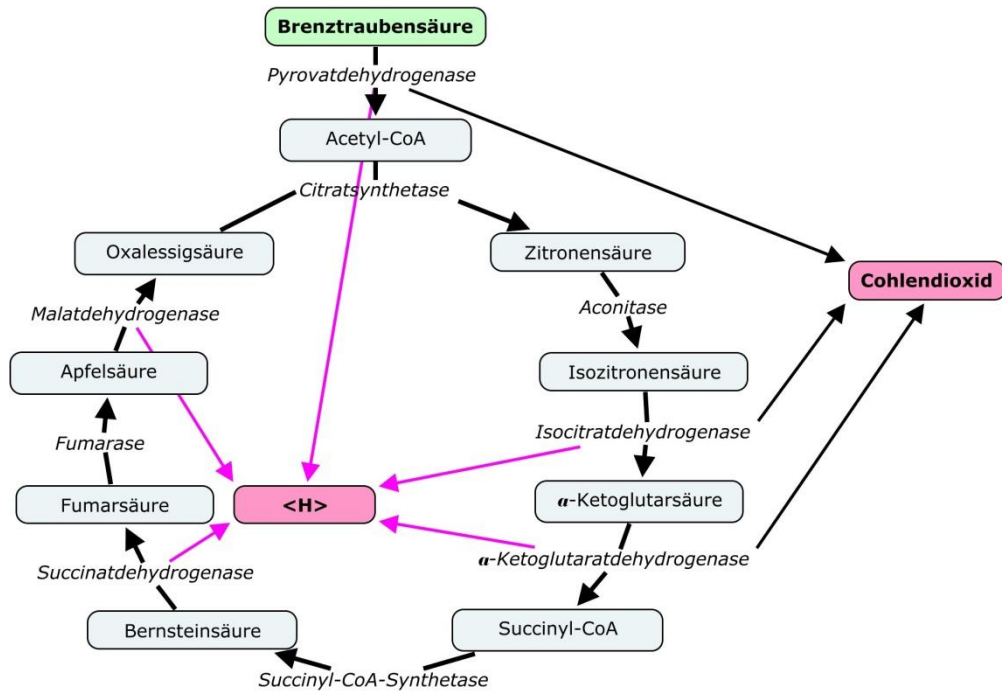 Brenztraubensäure
Pyrovatdehydrogenase
Acetyl-CoA
Citratsynthetase
Oxalessigsäure
Zitronensäure
Cohlendioxid
Malatdehydrogenase
Aconitase
Apfelsäure
Isozitronensäure
Fumarase
Isocitratdehydrogenase
Fumarsäure
<H>
α-Ketoglutarsäure
Succinatdehydrogenase
α-Ketoglutaratdehydrogenase
Bernsteinsäure
Succinyl-CoA
Succinyl-CoA-Synthetase